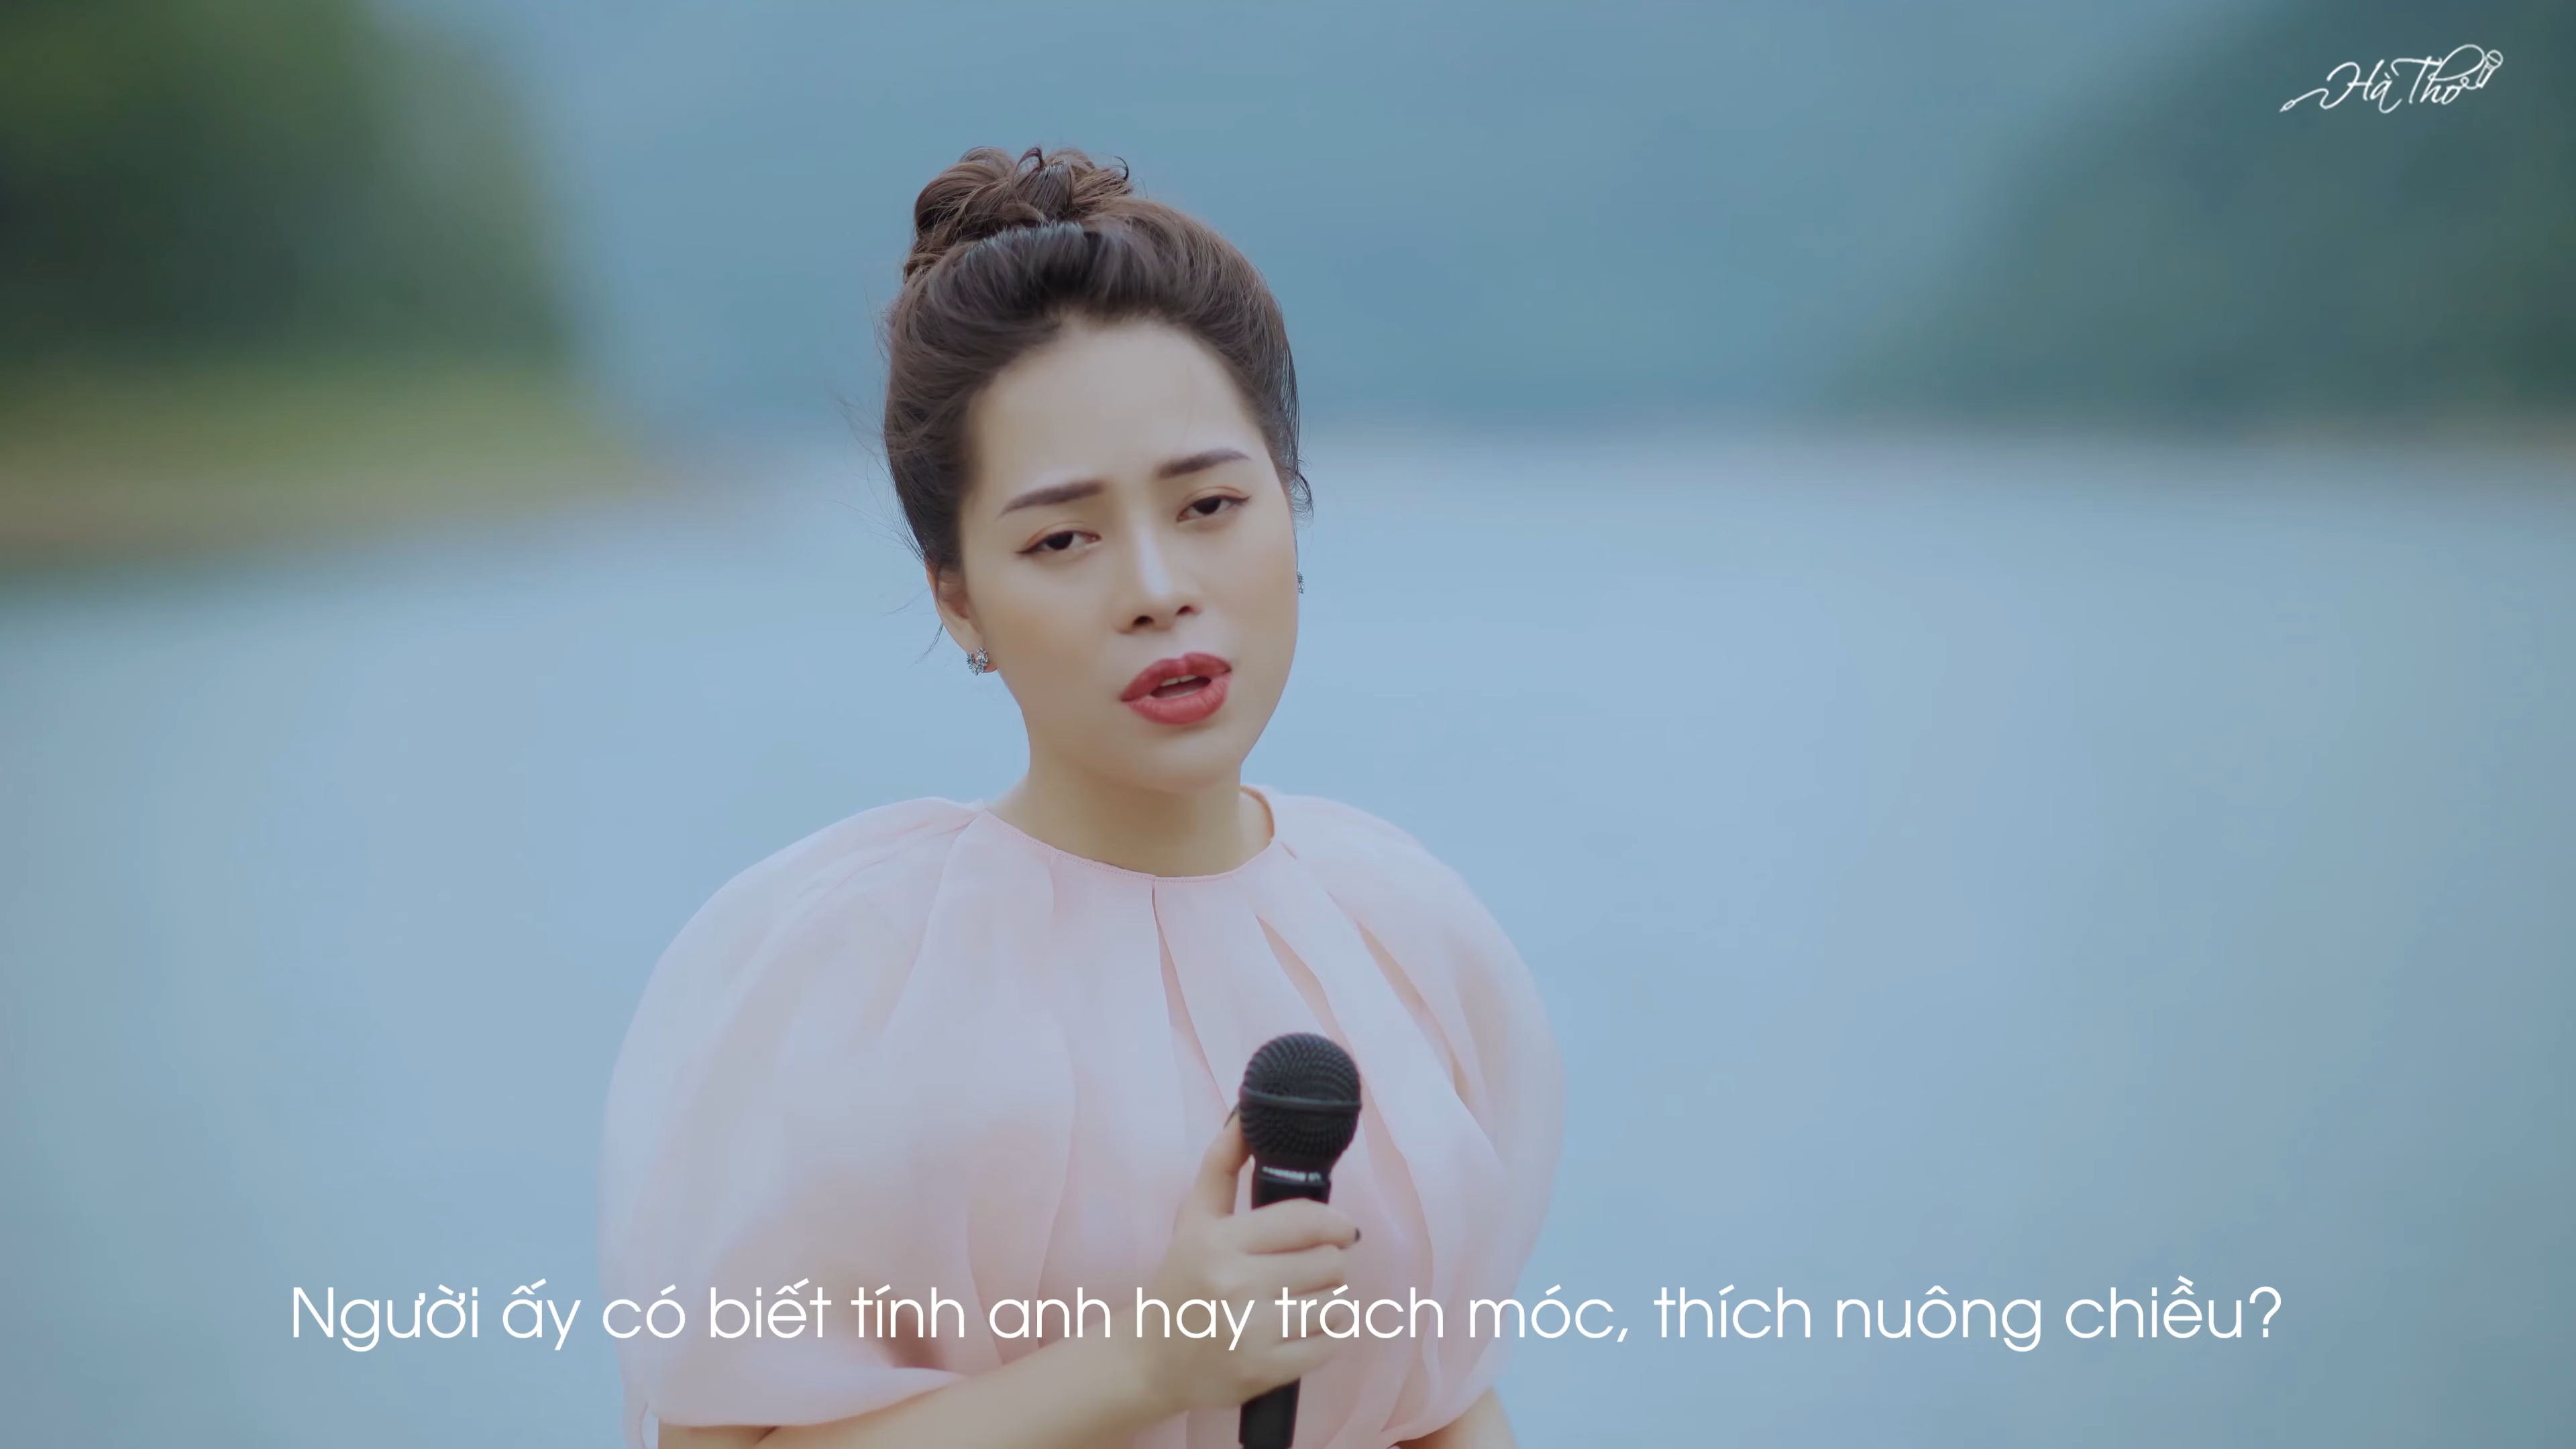 Hà Thơ
Người ấy có biết tính anh hay trách móc, thích nuông chiều?